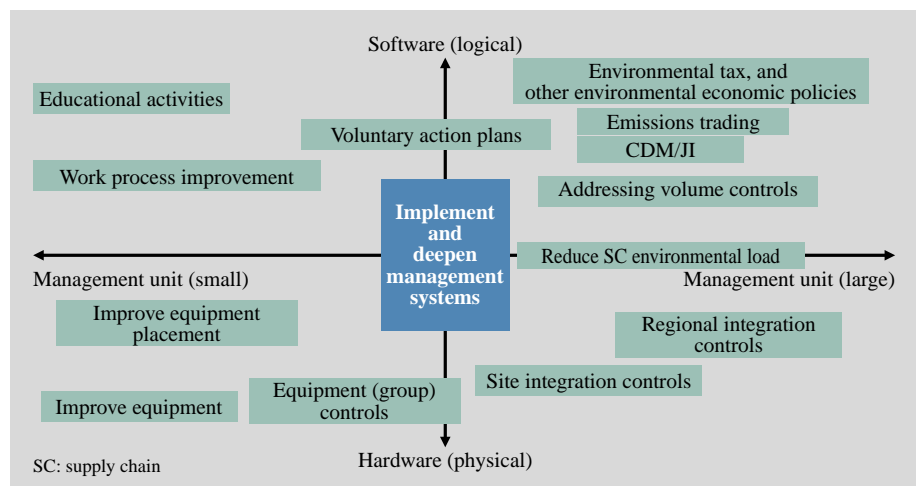 Software (logical)
Environmental tax, and
other environmental economic policies
Educational activities
Emissions trading
Voluntary action plans
CDM/JI
Work process improvement
Addressing volume controls
Implement
and
deepen
management
systems
Reduce SC environmental load
Management unit (small)
Management unit (large)
Improve equipment
placement
Regional integration
controls
Site integration controls
Equipment (group)
controls
Improve equipment
Hardware (physical)
SC: supply chain